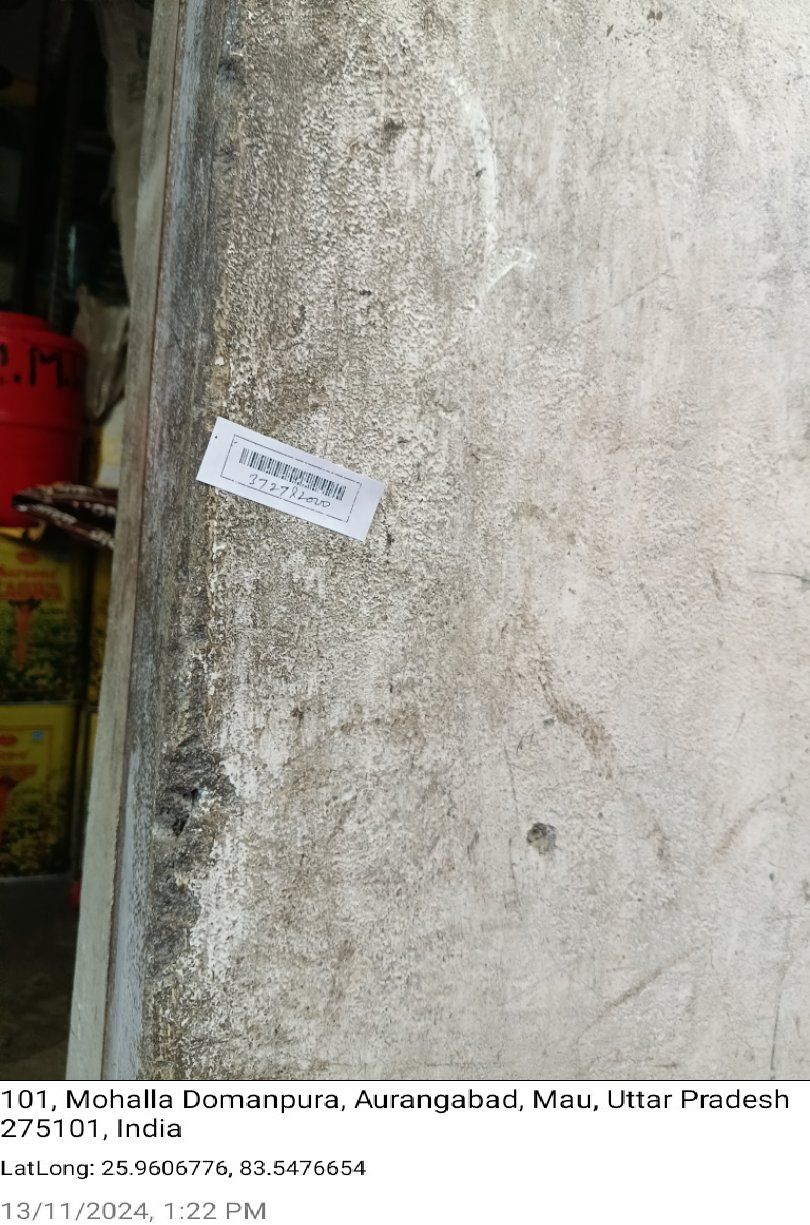 .M.
372782000
101, Mohalla Domanpura, Aurangabad, Mau, Uttar Pradesh
275101, India
LatLong: 25.9606776, 83.5476654
13/11/2024, 1:22 PM